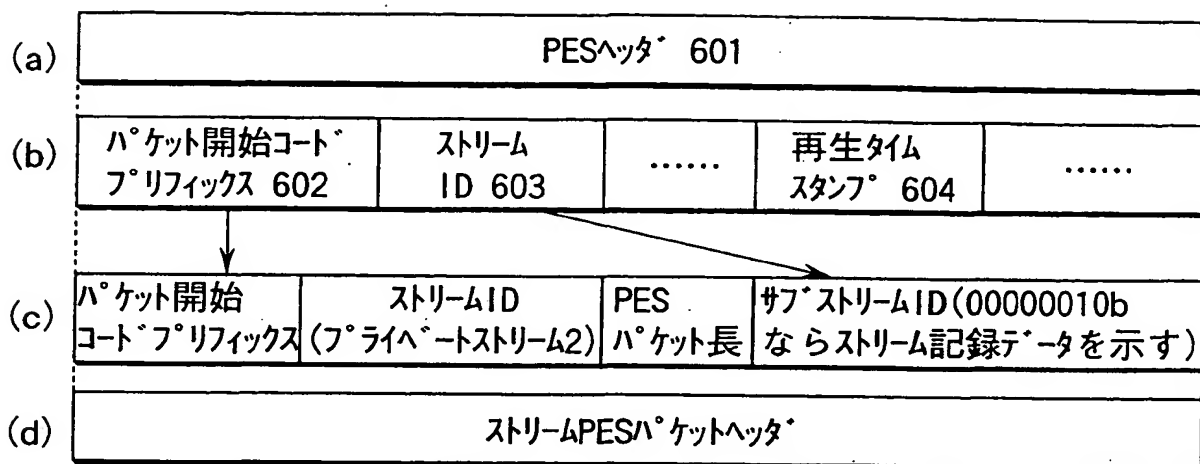 (a)
PESヘッダ 601
(b)
パケット開始コード
プリフィックス 602
ストリーム
ID 603
......
再生タイム
スタンプ 604
......
(c)
パケット開始
コードプリフィックス
ストリームID
(プライベートストリーム2)
PES
パケット長
サブストリームID(00000010b
ならストリーム記録データを示す)
(d)
ストリームPESパケットヘッダ